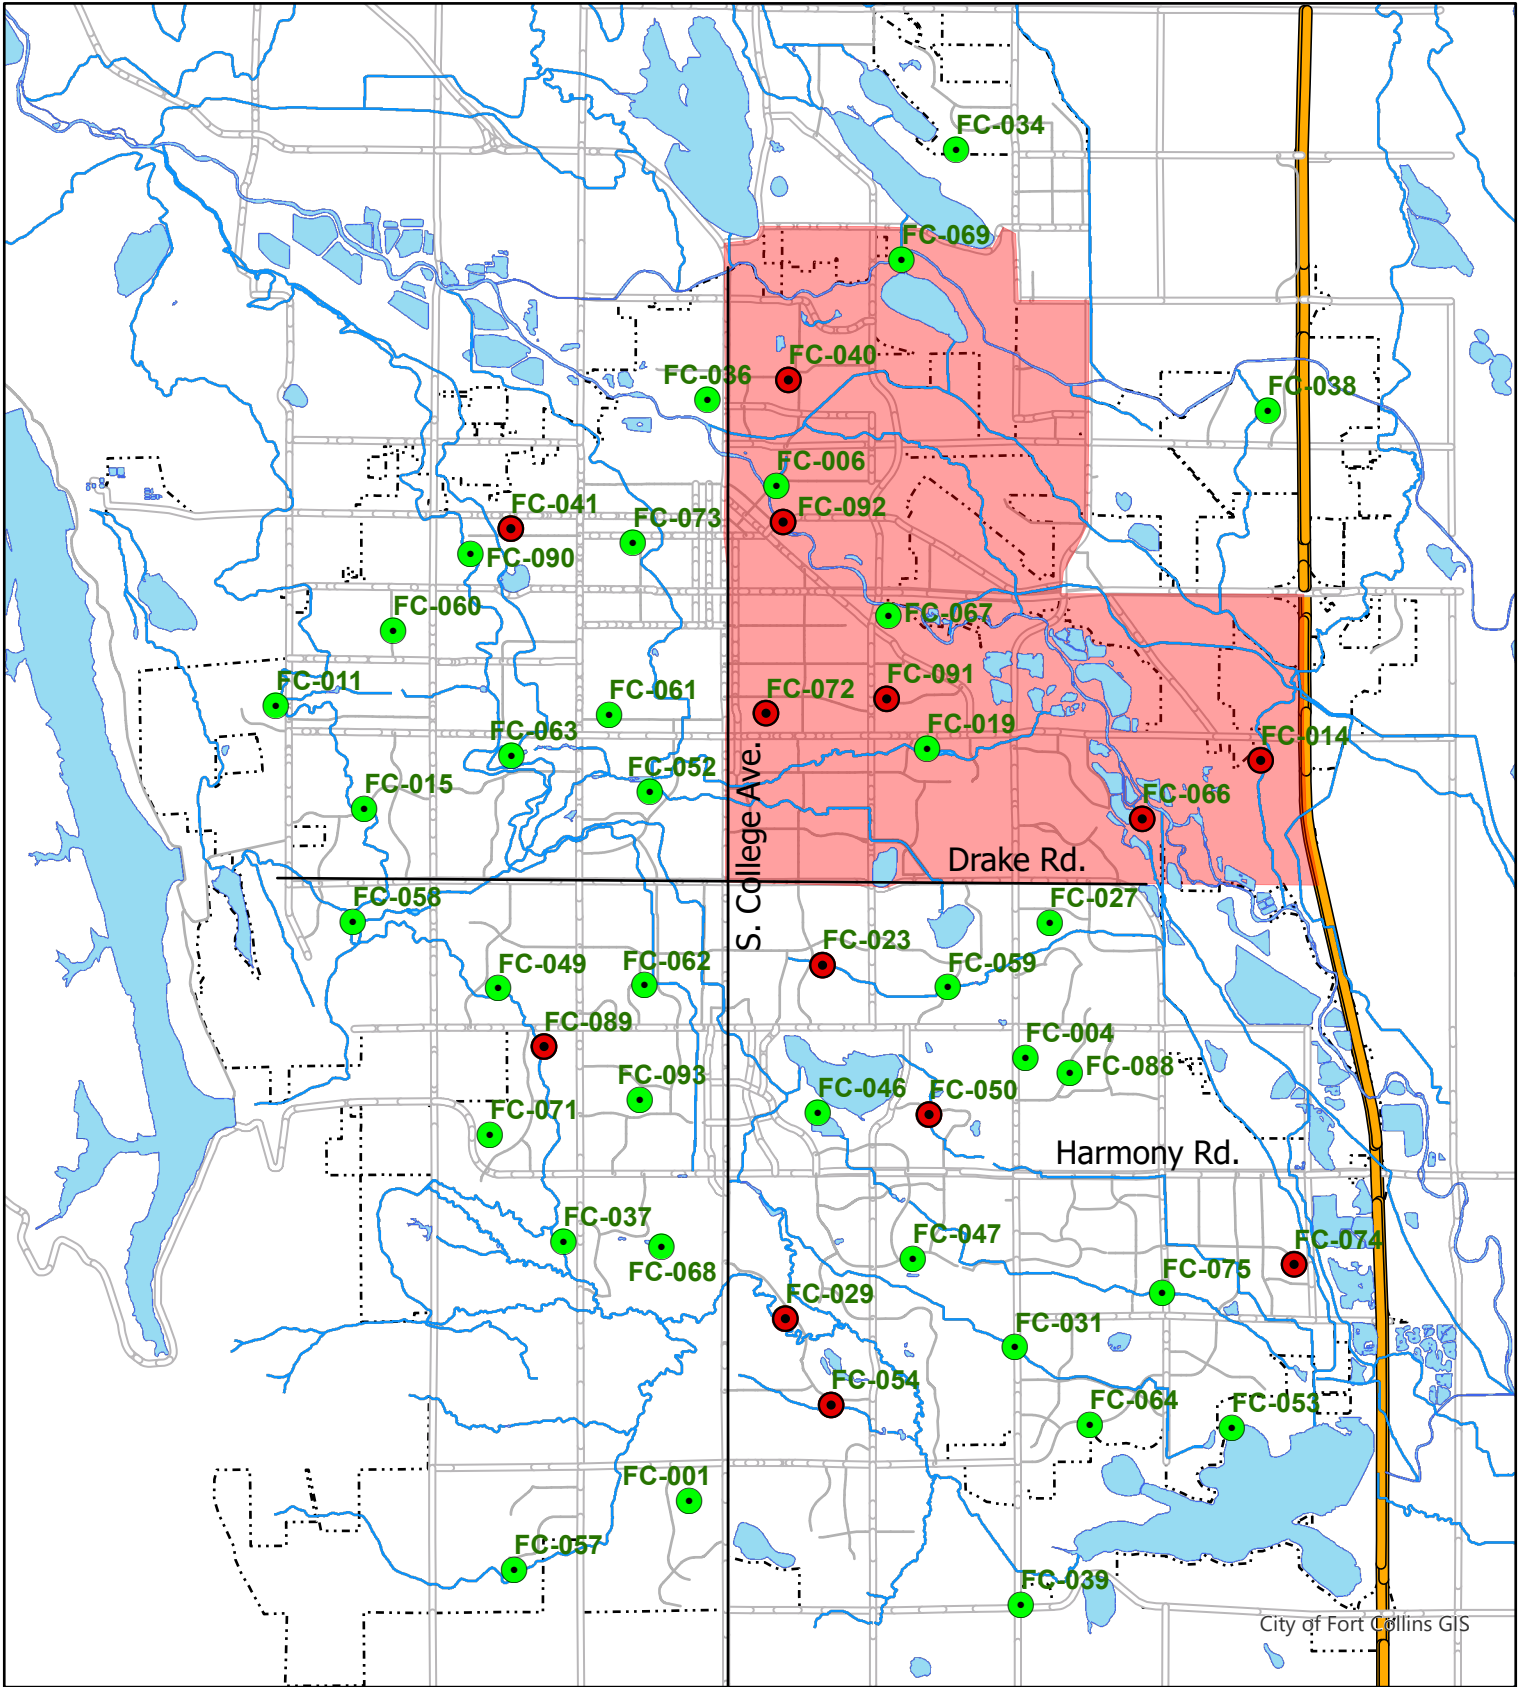 FC-034
FC-069
FC-040
FC-036
FC-038
FC-006
FC-041
FC-092
FC-073
FC-090
FC-060
FC-067
FC-011
FC-091
FC-072
FC-061
FC-019
FC-063
FC-014
FC-052
FC-015
FC-066
S. College Ave.
Drake Rd.
FC-058
FC-027
FC-023
FC-049
FC-062
FC-059
FC-089
FC-004
FC-088
FC-093
FC-046
FC-050
FC-071
Harmony Rd.
FC-037
FC-047
FC-074
FC-068
FC-075
FC-029
FC-031
FC-054
FC-064
FC-053
FC-001
FC-057
FC-039
City of Fort Collins GIS